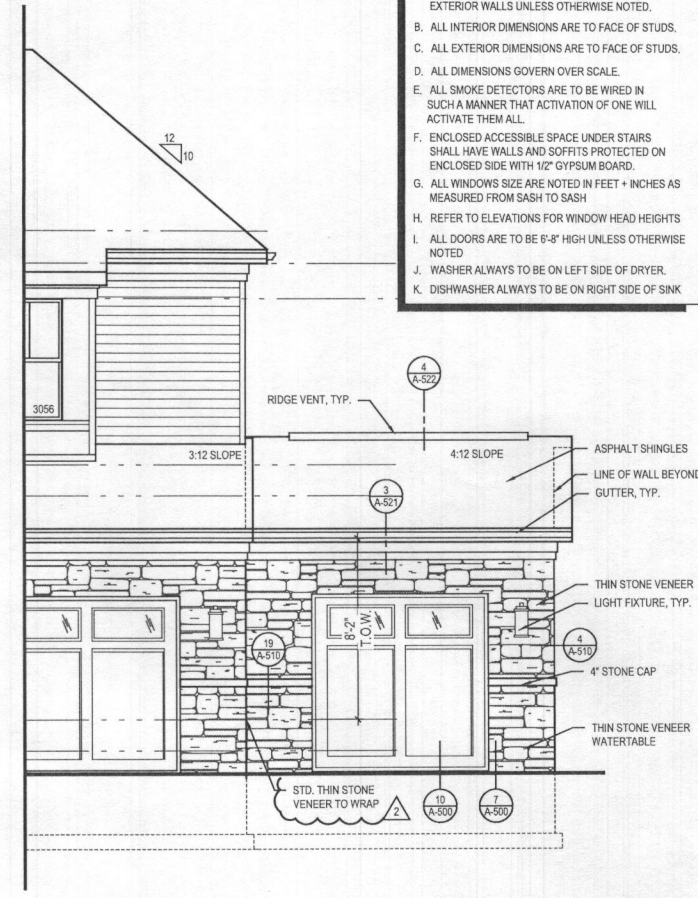 EXTERIOR WALLS UNLESS OTHERWISE NOTED.
B. ALL INTERIOR DIMENSIONS ARE TO FACE OF STUDS.
C. ALL EXTERIOR DIMENSIONS ARE TO FACE OF STUDS.
D. ALL DIMENSIONS GOVERN OVER SCALE.
E. ALL SMOKE DETECTORS ARE TO BE WIRED IN
SUCH A MANNER THAT ACTIVATION OF ONE WILL
ACTIVATE THEM ALL.
F. ENCLOSED ACCESSIBLE SPACE UNDER STAIRS
SHALL HAVE WALLS AND SOFFITS PROTECTED ON
ENCLOSED SIDE WITH 1/2" GYPSUM BOARD.
G. ALL WINDOWS SIZE ARE NOTED IN FEET + INCHES AS
MEASURED FROM SASH TO SASH
H. REFER TO ELEVATIONS FOR WINDOW HEAD HEIGHTS
I. ALL DOORS ARE TO BE 6'-8" HIGH UNLESS OTHERWISE
NOTED
J. WASHER ALWAYS TO BE ON LEFT SIDE OF DRYER.
K. DISHWASHER ALWAYS TO BE ON RIGHT SIDE OF SINK
12
10
4
A-522
RIDGE VENT, TYP.
3056
3:12 SLOPE
4:12 SLOPE
ASPHALT SHINGLES
LINE OF WALL BEYOND
GUTTER, TYP.
3
A-521
THIN STONE VENEER
LIGHT FIXTURE, TYP.
8'-2"
T.O.W.
19
A-510
4
A-510
4" STONE CAP
THIN STONE VENEER
WATERTABLE
STD. THIN STONE
VENEER TO WRAP
2
10
A-500
7
A-500